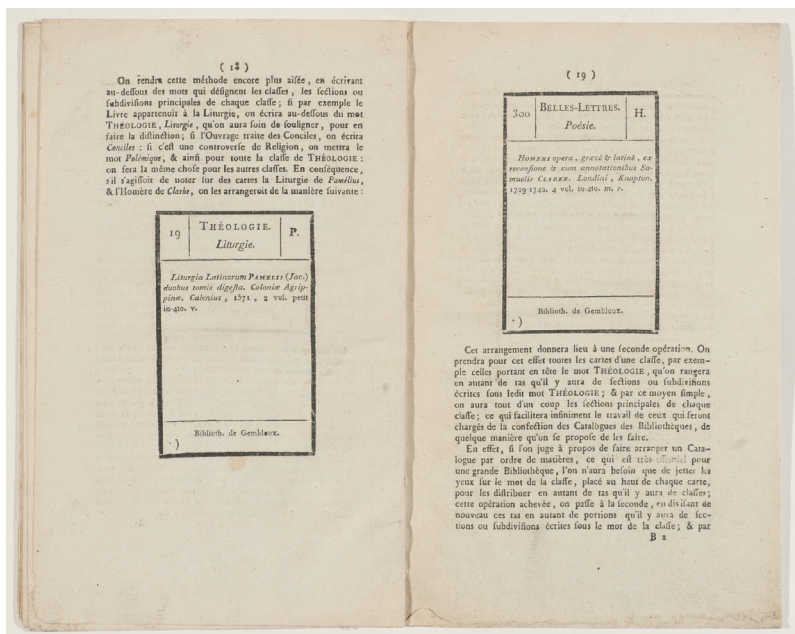 ( 18 )
On rendra cette méthode encore plus aisée, en écrivant
au-dessous des mots qui désignent les classes, les sections ou
subdivisions principales de chaque classe; si par exemple le
Livre appartenoit à la Liturgie, on écrira au-dessous du mot
THÉOLOGIE, Liturgie, qu'on aura soin de souligner, pour en
faire la distinction; si l'Ouvrage traite des Conciles, on écrira
Conciles : si c'est une controverse de Religion, on mettra le
mot Polémique, & ainsi pour toute la classe de THÉOLOGIE :
on fera la même chose pour les autres classes. En conséquence,
s'il s'agissoit de noter sur des cartes la Liturgie de Pamélius,
& l'Homère de Clarke, on les arrangeroit de la manière suivante :
19
THÉOLOGIE.
Liturgie.
P.
Liturgia Latinorum PAMELII (Jac.)
duobus tomis digesta. Coloniæ Agrip-
pinæ. Calenius, 1571, 2 vol. petit
in-4to. v.
Biblioth. de Gembloux.
·)
( 19 )
300
BELLES-LETTRES.
Poésie.
H.
HOMERI opera, græcè & latinè, ex
recensione & cum annotationibus Sa-
muelis CLARKE. Londini, Knapton.
1729-1740. 4 vol. in-4to. m. r.
Biblioth. de Gembloux.
·)
Cet arrangement donnera lieu à une seconde opération. On
prendra pour cet effet toutes les cartes d'une classe, par exem-
ple celles portant en tête le mot THÉOLOGIE, qu'on rangera
en autant de tas qu'il y aura de sections ou subdivisions
écrites sous ledit mot THÉOLOGIE; & par ce moyen simple,
on aura tout d'un coup les sections principales de chaque
classe; ce qui facilitera infiniment le travail de ceux qui seront
chargés de la confection des Catalogues des Bibliothèques, de
quelque manière qu'on se propose de les faire.
En effet, si l'on juge à propos de faire arranger un Cata-
logue par ordre de matières, ce qui est très-essentiel pour
une grande Bibliothèque, l'on n'aura besoin que de jetter les
yeux sur le mot de la classe, placé au haut de chaque carte,
pour les distribuer en autant de tas qu'il y aura de classes;
cette opération achevée, on passe à la seconde, en divisant de
nouveau ces tas en autant de portions qu'il y aura de sec-
tions ou subdivisions écrites sous le mot de la classe; & par
B 2